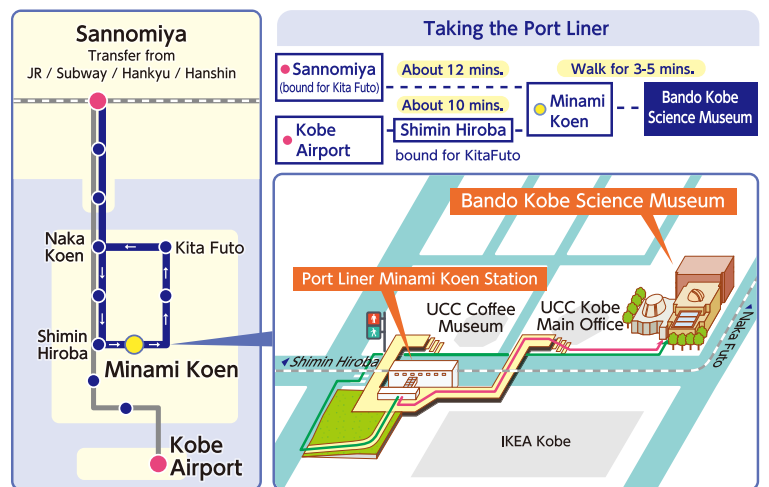 Sannomiya
Transfer from
JR / Subway / Hankyu / Hanshin
Naka
Koen
Kita Futo
Shimin
Hiroba
Minami Koen
Kobe
Airport
Taking the Port Liner
Sannomiya
(bound for Kita Futo)
About 12 mins.
Walk for 3-5 mins.
About 10 mins.
Kobe
Airport
Shimin Hiroba
bound for KitaFuto
Minami
Koen
Bando Kobe
Science Museum
Bando Kobe Science Museum
Port Liner Minami Koen Station
UCC Coffee
Museum
UCC Kobe
Main Office
Shimin Hiroba
Naka Futo
IKEA Kobe